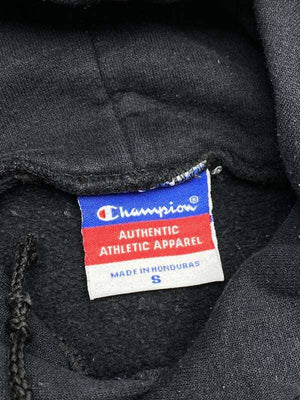 Champion
AUTHENTIC
ATHLETIC APPAREL
MADE IN HONDURAS
S